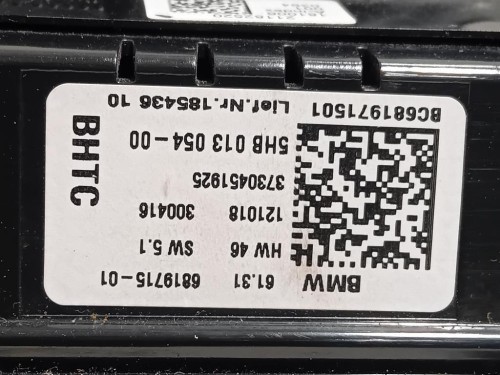 BMW 61.31 6819715-01
HW 46 SW 5.1
121018 300416
3730451925
5HB 013 054-00
Lief.Nr.185436 10
BC681971501
BHTC